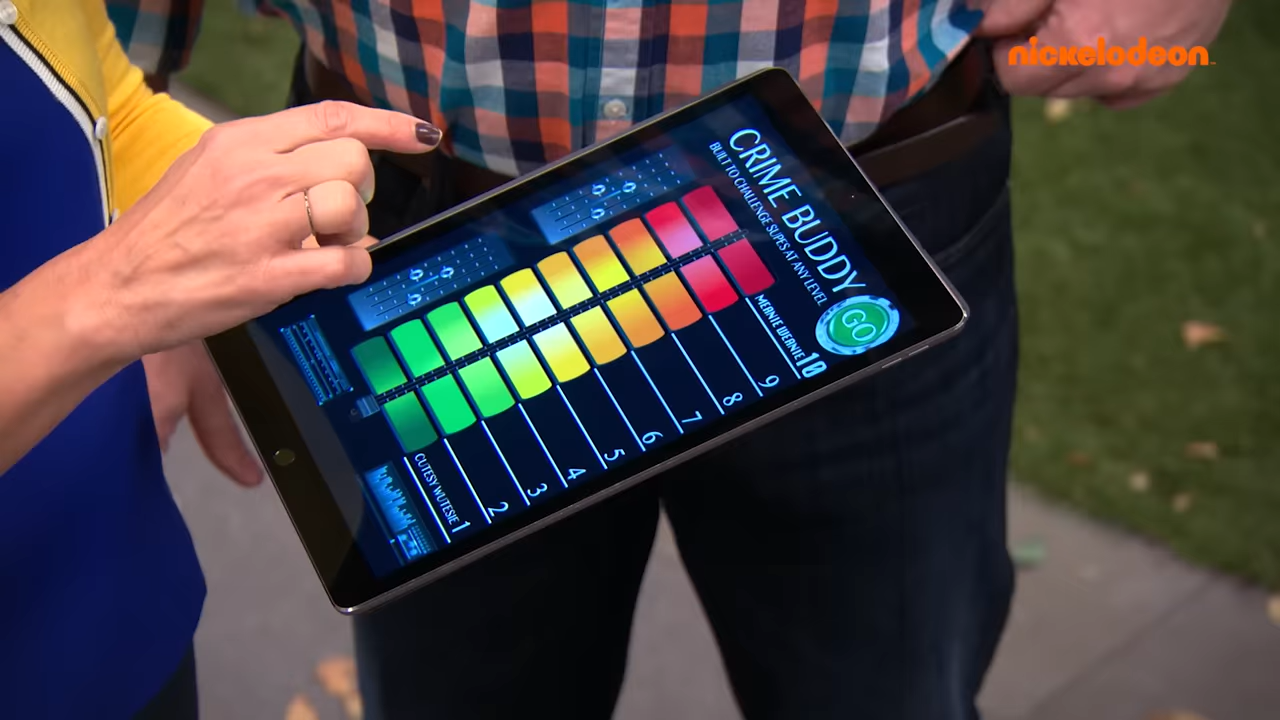 nickelodeon
CRIME BUDDY
BUILT TO CHALLENGE SUPES AT ANY LEVEL
GO
MEANIE WEANIE 10
9
8
7
6
5
4
3
2
CUTESY WUTESIE 1